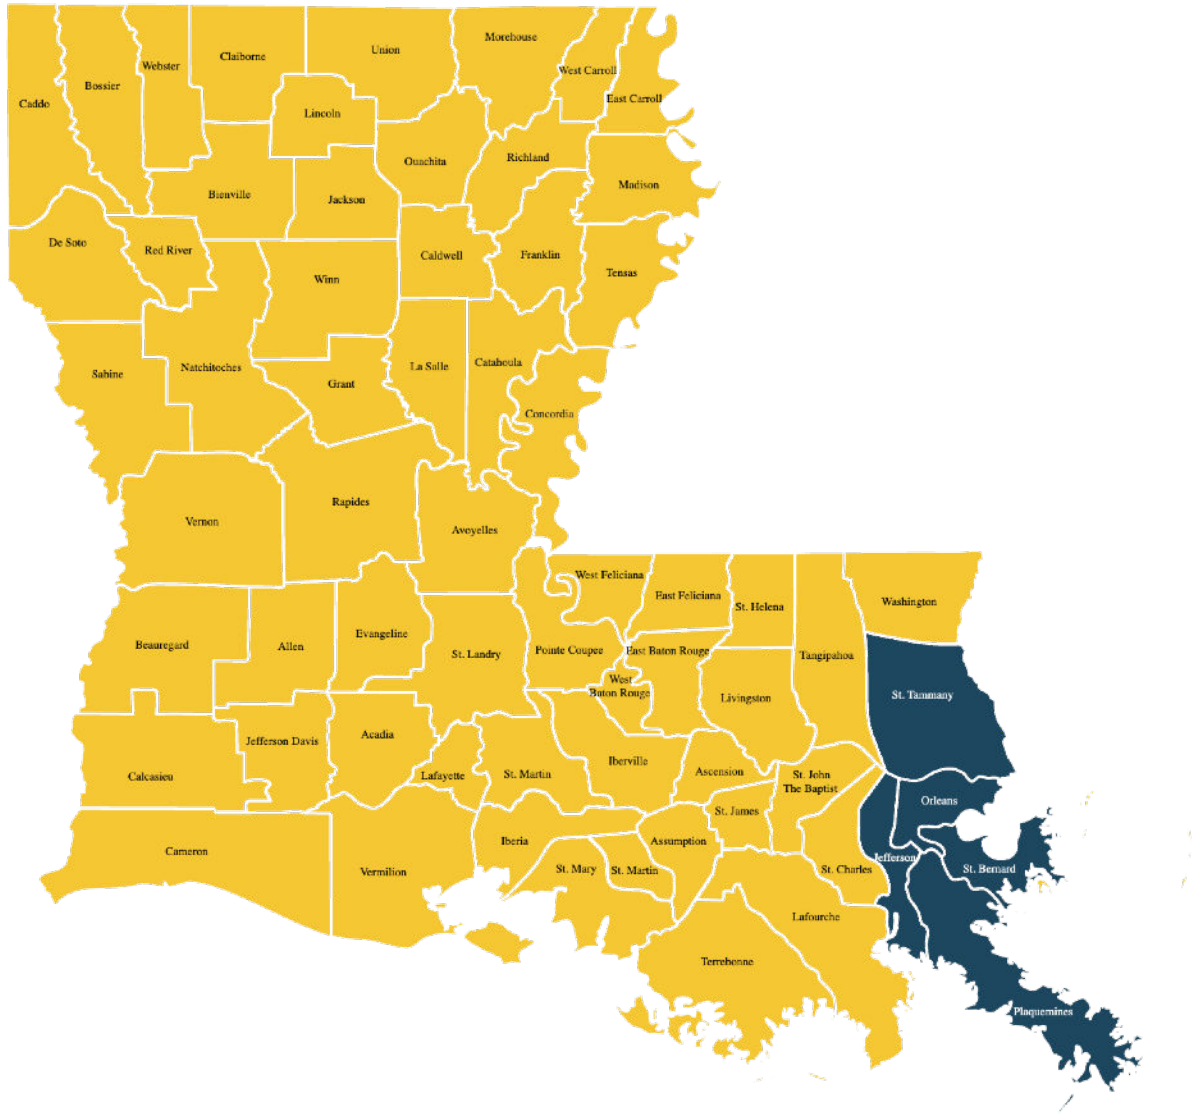 Morehouse
Union
Claiborne
Webster
West Carroll
Bossier
East Carroll
Caddo
Lincoln
Richland
Ouachita
Madison
Bienville
Jackson
De Soto
Red River
Caldwell
Franklin
Tensas
Winn
Catahoula
La Salle
Natchitoches
Sabine
Grant
Concordia
Rapides
Vernon
Avoyelles
West Feliciana
East Feliciana
Washington
St. Helena
Evangeline
Beauregard
Allen
Pointe Coupee
East Baton Rouge
St. Landry
Tangipahoa
West
Baton Rouge
St. Tammany
Livingston
Acadia
Jefferson Davis
Iberville
Ascension
St. Martin
Lafayette
Calcasieu
St. John
The Baptist
Orleans
St. James
Iberia
Assumption
Cameron
Jefferson
St. Bernard
St. Mary
St. Martin
St. Charles
Vermilion
Lafourche
Terrebonne
Plaquemines